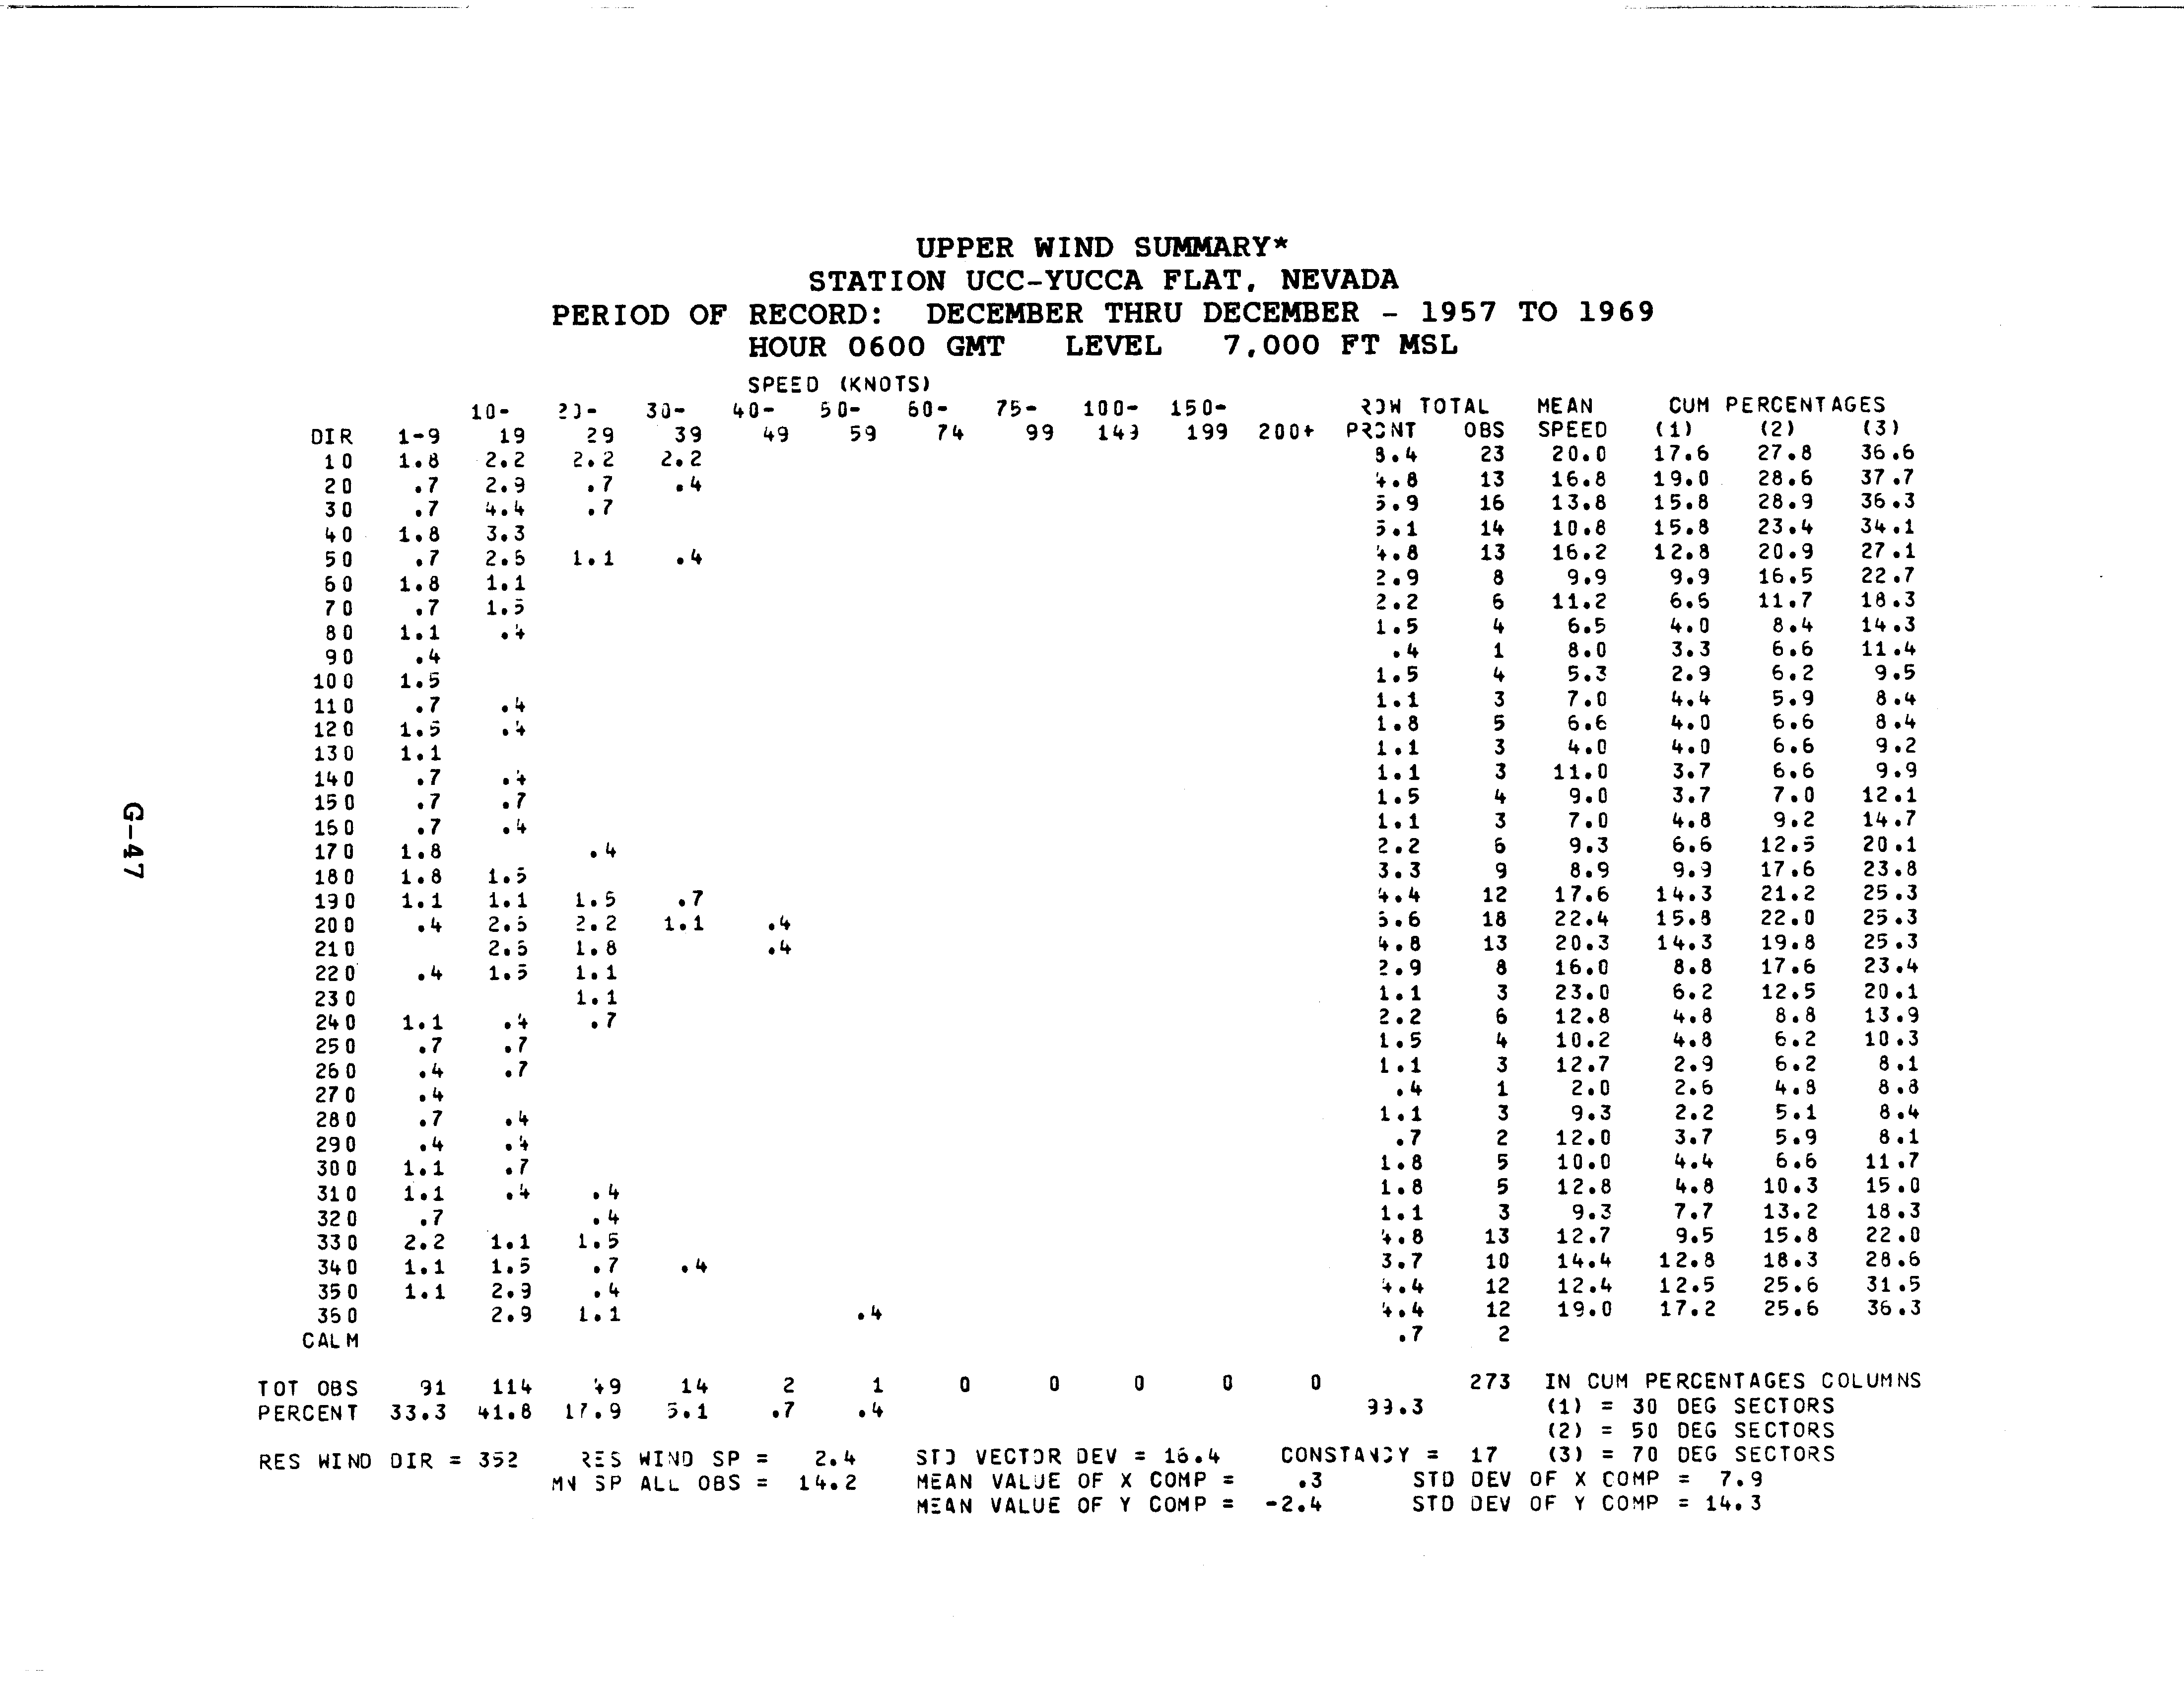 UPPER WIND SUMMARY*
STATION UCC-YUCCA FLAT, NEVADA
PERIOD OF RECORD: DECEMBER THRU DECEMBER - 1957 TO 1969
HOUR 0600 GMT LEVEL 7,000 FT MSL
SPEED (KNOTS)
10- 20- 30- 40- 50- 60- 75- 100- 150- ROW TOTAL MEAN CUM PERCENTAGES
DIR 1-9 19 29 39 49 59 74 99 149 199 200+ PRCNT OBS SPEED (1) (2) (3)
10 1.8 2.2 2.2 2.2 8.4 23 20.0 17.6 27.8 36.6
20 .7 2.9 .7 .4 4.8 13 16.8 19.0 28.6 37.7
30 .7 4.4 .7 5.9 16 13.8 15.8 28.9 36.3
40 1.8 3.3 5.1 14 10.8 15.8 23.4 34.1
50 .7 2.6 1.1 .4 4.8 13 16.2 12.8 20.9 27.1
60 1.8 1.1 2.9 8 9.9 9.9 16.5 22.7
70 .7 1.5 2.2 6 11.2 6.6 11.7 18.3
80 1.1 .4 1.5 4 6.5 4.0 8.4 14.3
90 .4 .4 1 8.0 3.3 6.6 11.4
100 1.5 1.5 4 5.3 2.9 6.2 9.5
110 .7 .4 1.1 3 7.0 4.4 5.9 8.4
120 1.5 .4 1.8 5 6.6 4.0 6.6 8.4
130 1.1 1.1 3 4.0 4.0 6.6 9.2
140 .7 .4 1.1 3 11.0 3.7 6.6 9.9
150 .7 .7 1.5 4 9.0 3.7 7.0 12.1
160 .7 .4 1.1 3 7.0 4.8 9.2 14.7
170 1.8 .4 2.2 6 9.3 6.6 12.5 20.1
180 1.8 1.5 3.3 9 8.9 9.9 17.6 23.8
190 1.1 1.1 1.5 .7 4.4 12 17.6 14.3 21.2 25.3
200 .4 2.6 2.2 1.1 .4 6.6 18 22.4 15.8 22.0 25.3
210 2.6 1.8 .4 4.8 13 20.3 14.3 19.8 25.3
220 .4 1.5 1.1 2.9 8 16.0 8.8 17.6 23.4
230 1.1 1.1 3 23.0 6.2 12.5 20.1
240 1.1 .4 .7 2.2 6 12.8 4.8 8.8 13.9
250 .7 .7 1.5 4 10.2 4.8 6.2 10.3
260 .4 .7 1.1 3 12.7 2.9 6.2 8.1
270 .4 .4 1 2.0 2.6 4.8 8.8
280 .7 .4 1.1 3 9.3 2.2 5.1 8.4
290 .4 .4 .7 2 12.0 3.7 5.9 8.1
300 1.1 .7 1.8 5 10.0 4.4 6.6 11.7
310 1.1 .4 .4 1.8 5 12.8 4.8 10.3 15.0
320 .7 .4 1.1 3 9.3 7.7 13.2 18.3
330 2.2 1.1 1.5 4.8 13 12.7 9.5 15.8 22.0
340 1.1 1.5 .7 .4 3.7 10 14.4 12.8 18.3 28.6
350 1.1 2.9 .4 4.4 12 12.4 12.5 25.6 31.5
360 2.9 1.1 .4 4.4 12 19.0 17.2 25.6 36.3
CALM .7 2
TOT OBS 91 114 49 14 2 1 0 0 0 0 0 273 IN CUM PERCENTAGES COLUMNS
PERCENT 33.3 41.8 17.9 5.1 .7 .4 99.3 (1) = 30 DEG SECTORS
(2) = 50 DEG SECTORS
RES WIND DIR = 352 RES WIND SP = 2.4 STD VECTOR DEV = 16.4 CONSTANCY = 17 (3) = 70 DEG SECTORS
MN SP ALL OBS = 14.2 MEAN VALUE OF X COMP = .3 STD DEV OF X COMP = 7.9
MEAN VALUE OF Y COMP = -2.4 STD DEV OF Y COMP = 14.3
G-47